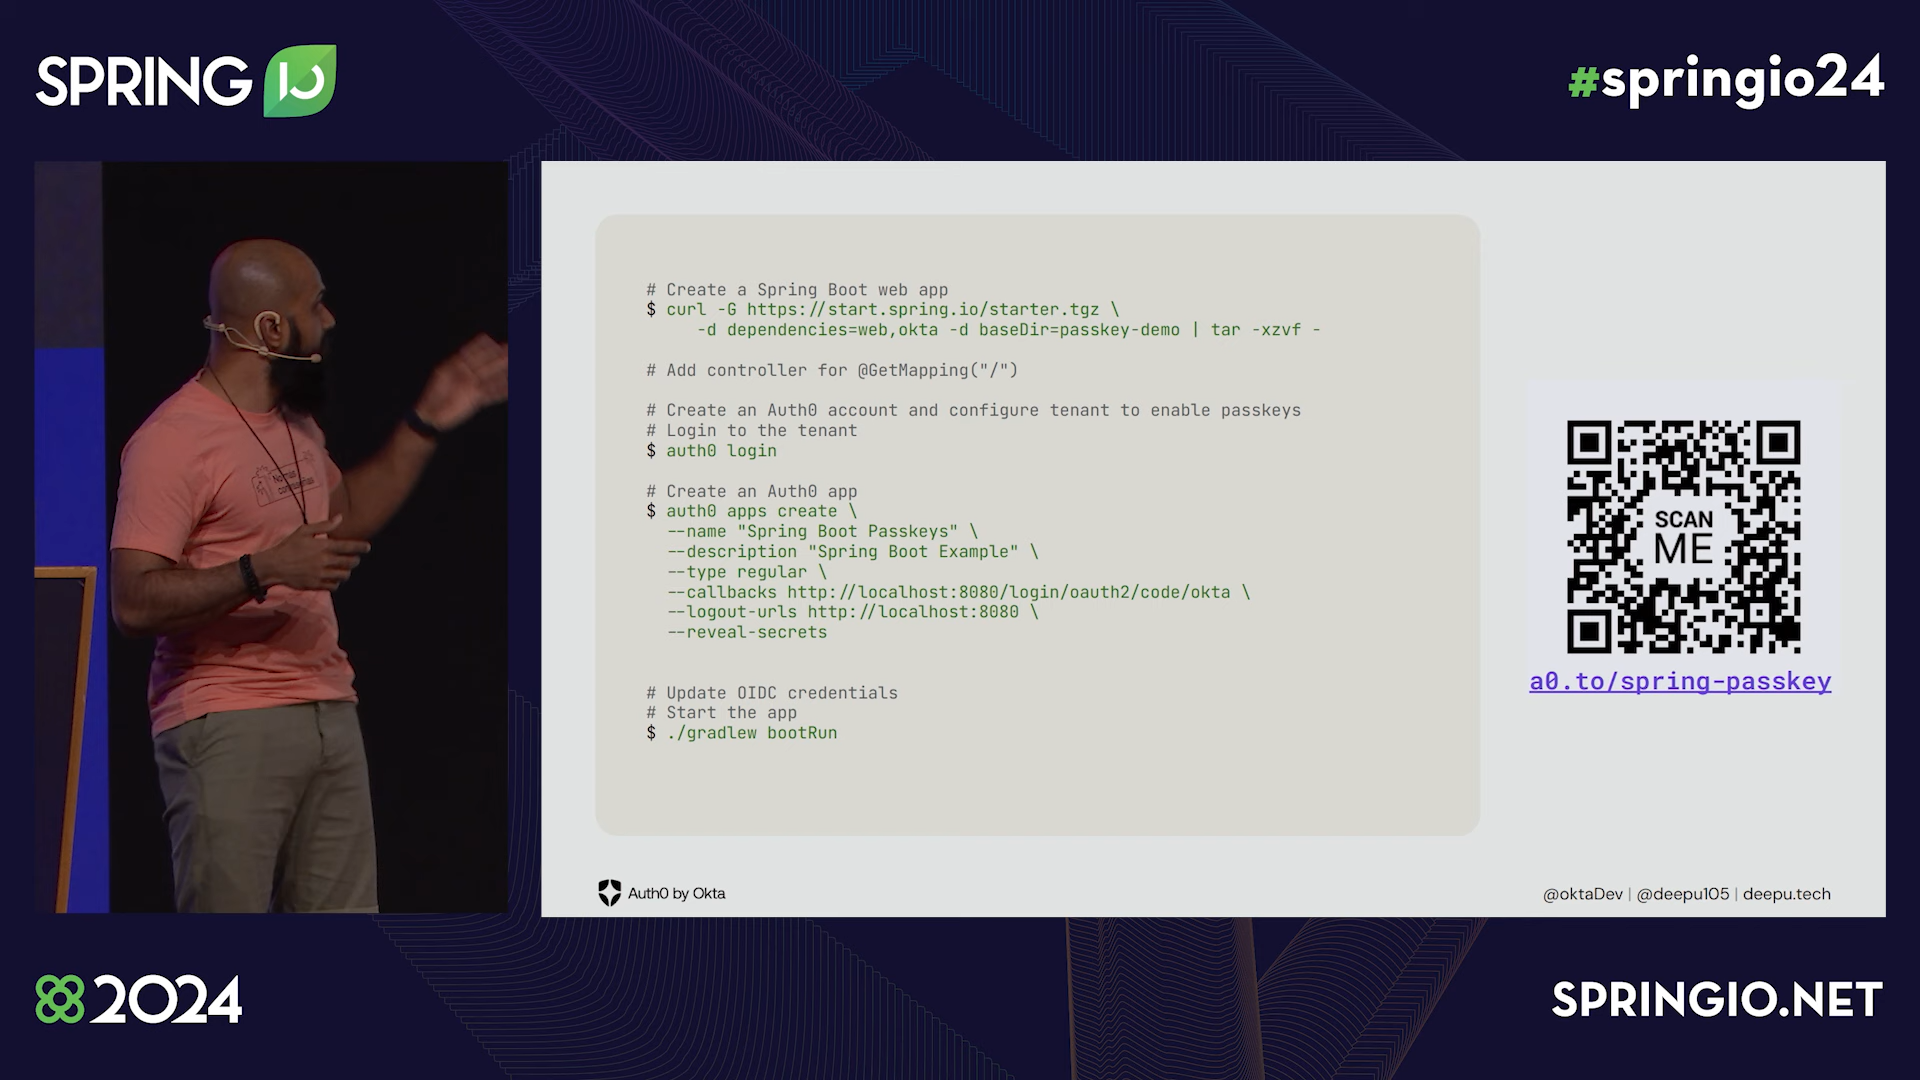 SPRING IO
#springio24
# Create a Spring Boot web app
$ curl -G https://start.spring.io/starter.tgz \
-d dependencies=web,okta -d baseDir=passkey-demo | tar -xzvf -
# Add controller for @GetMapping("/")
# Create an Auth0 account and configure tenant to enable passkeys
# Login to the tenant
$ auth0 login
# Create an Auth0 app
$ auth0 apps create \
--name "Spring Boot Passkeys" \
--description "Spring Boot Example" \
--type regular \
--callbacks http://localhost:8080/login/oauth2/code/okta \
--logout-urls http://localhost:8080 \
--reveal-secrets
# Update OIDC credentials
# Start the app
$ ./gradlew bootRun
SCAN
ME
a0.to/spring-passkey
Auth0 by Okta
@oktaDev | @deepu105 | deepu.tech
2024
SPRINGIO.NET